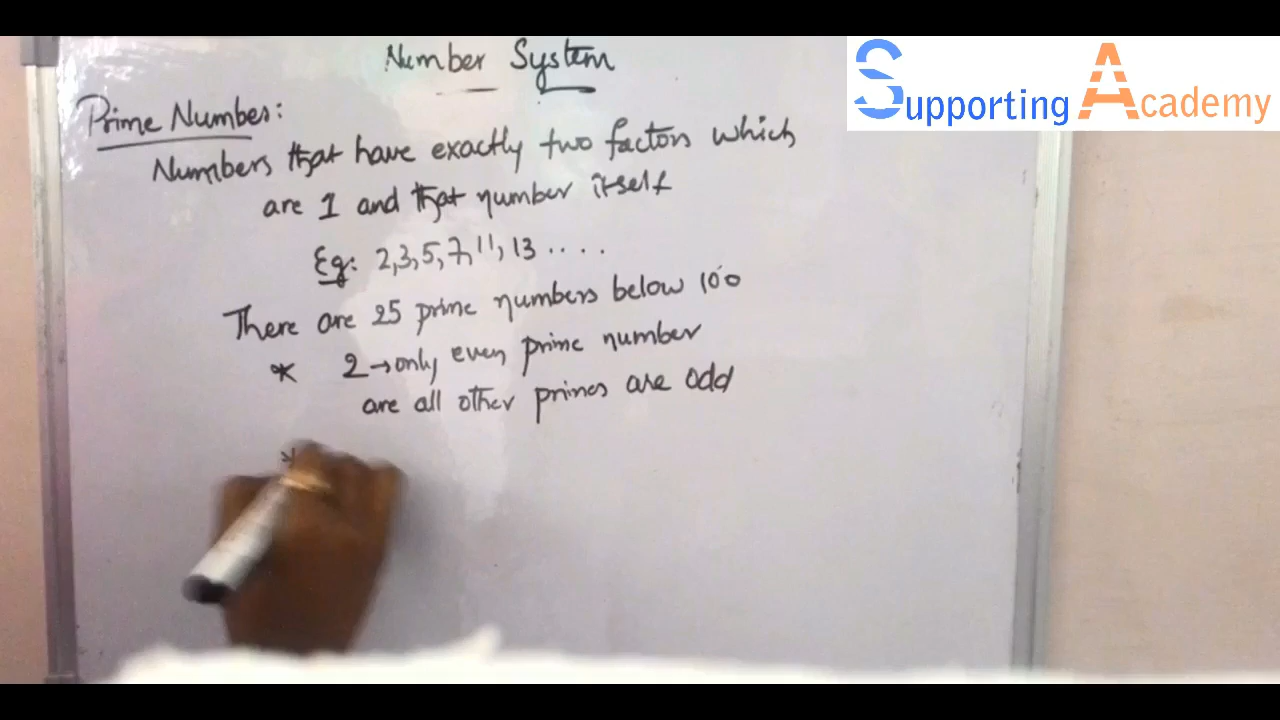 Number System
Supporting Academy
Prime Number:
Numbers that have exactly two factors which
are 1 and that number itself
Eg: 2,3,5,7,11,13 ....
There are 25 prime numbers below 100
* 2→only even prime number
are all other primes are odd
*